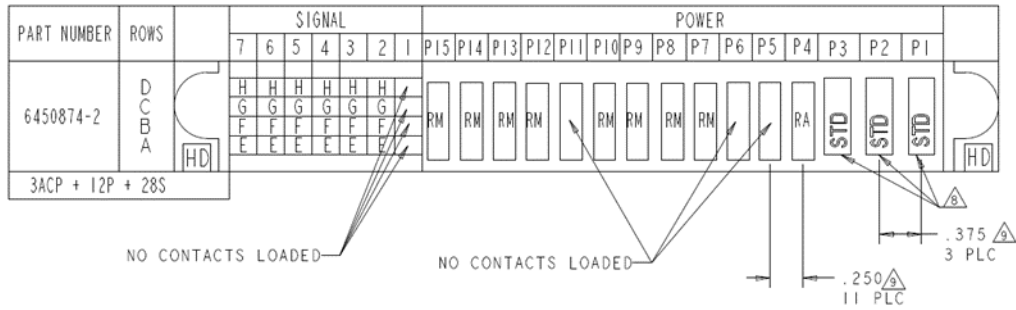 SIGNAL POWER
PART NUMBER ROWS 7 6 5 4 3 2 1 P15 P14 P13 P12 P11 P10 P9 P8 P7 P6 P5 P4 P3 P2 P1
D H H H H H H
6450874-2 C G G G G G G RM RM RM RM RM RM RM RM RA STD STD STD
B F F F F F F
A E E E E E E
HD HD
3ACP + 12P + 28S
8
NO CONTACTS LOADED NO CONTACTS LOADED .375 9
3 PLC
.250 9
11 PLC